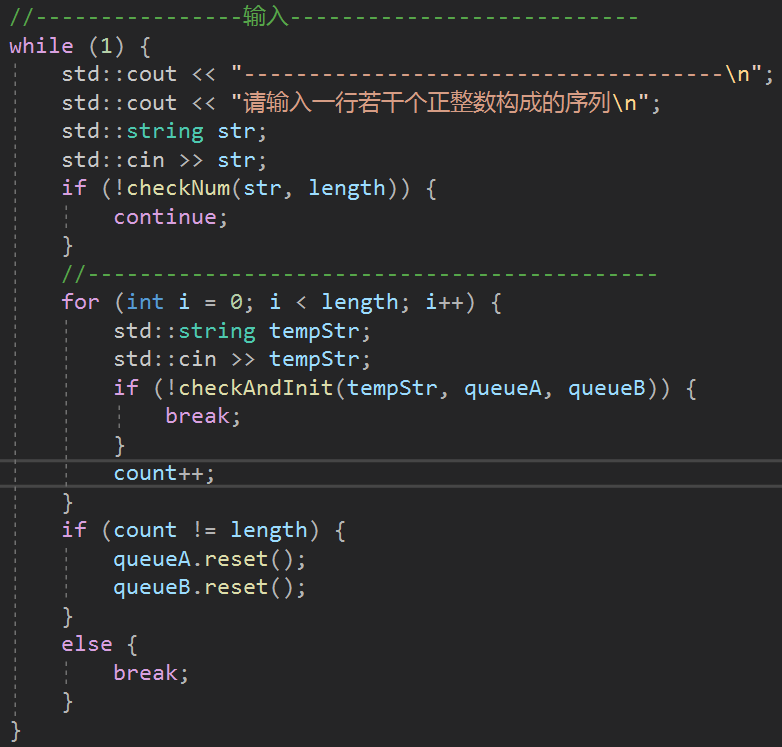 //----------------输入---------------------------
while (1) {
    std::cout << "-------------------------------------\n";
    std::cout << "请输入一行若干个正整数构成的序列\n";
    std::string str;
    std::cin >> str;
    if (!checkNum(str, length)) {
        continue;
    }
    //--------------------------------------------
    for (int i = 0; i < length; i++) {
        std::string tempStr;
        std::cin >> tempStr;
        if (!checkAndInit(tempStr, queueA, queueB)) {
            break;
        }
        count++;
    }
    if (count != length) {
        queueA.reset();
        queueB.reset();
    }
    else {
        break;
    }
}